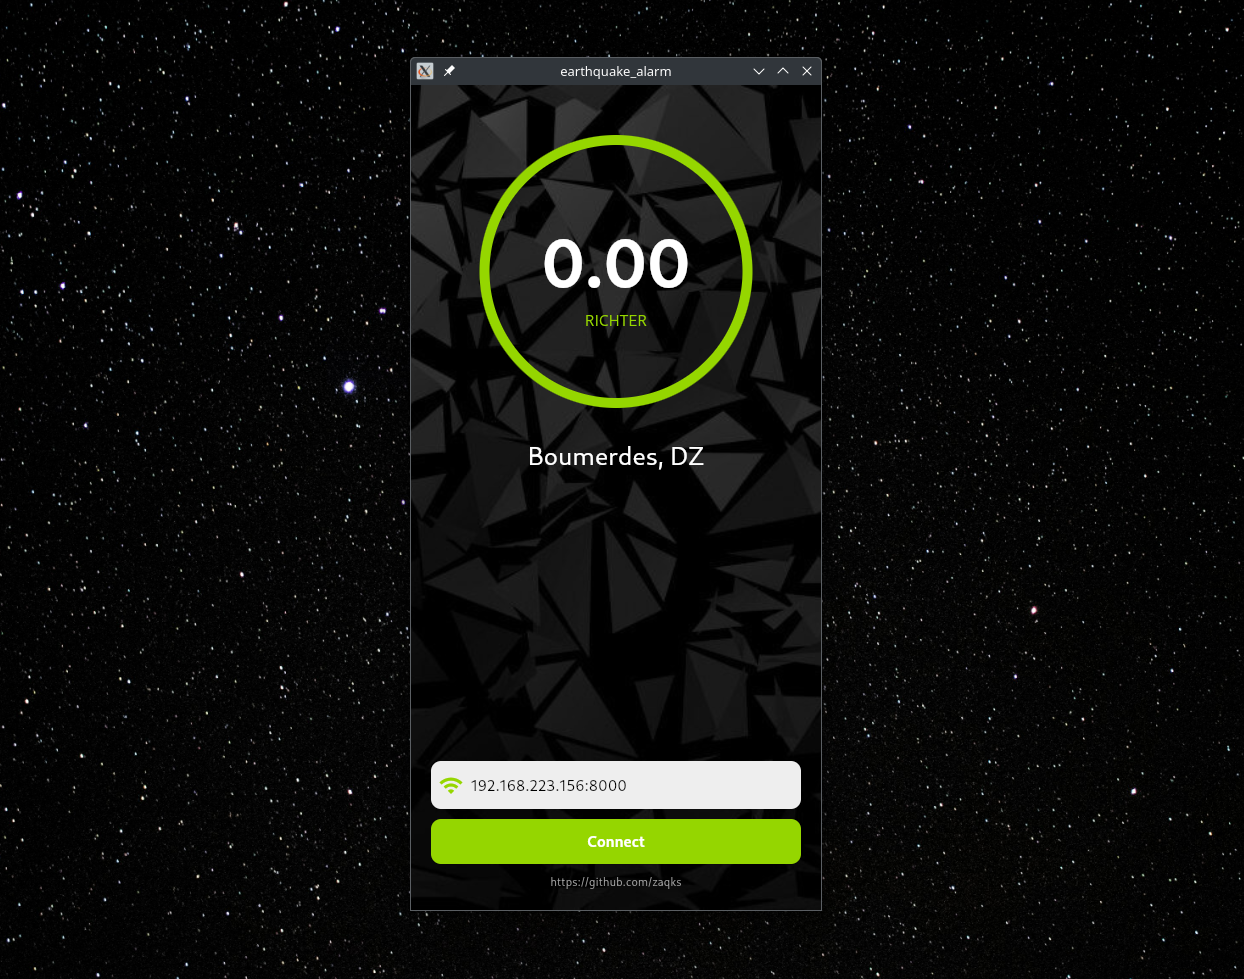 earthquake_alarm
0.00
RICHTER
Boumerdes, DZ
192.168.223.156:8000
Connect
https://github.com/zaqks